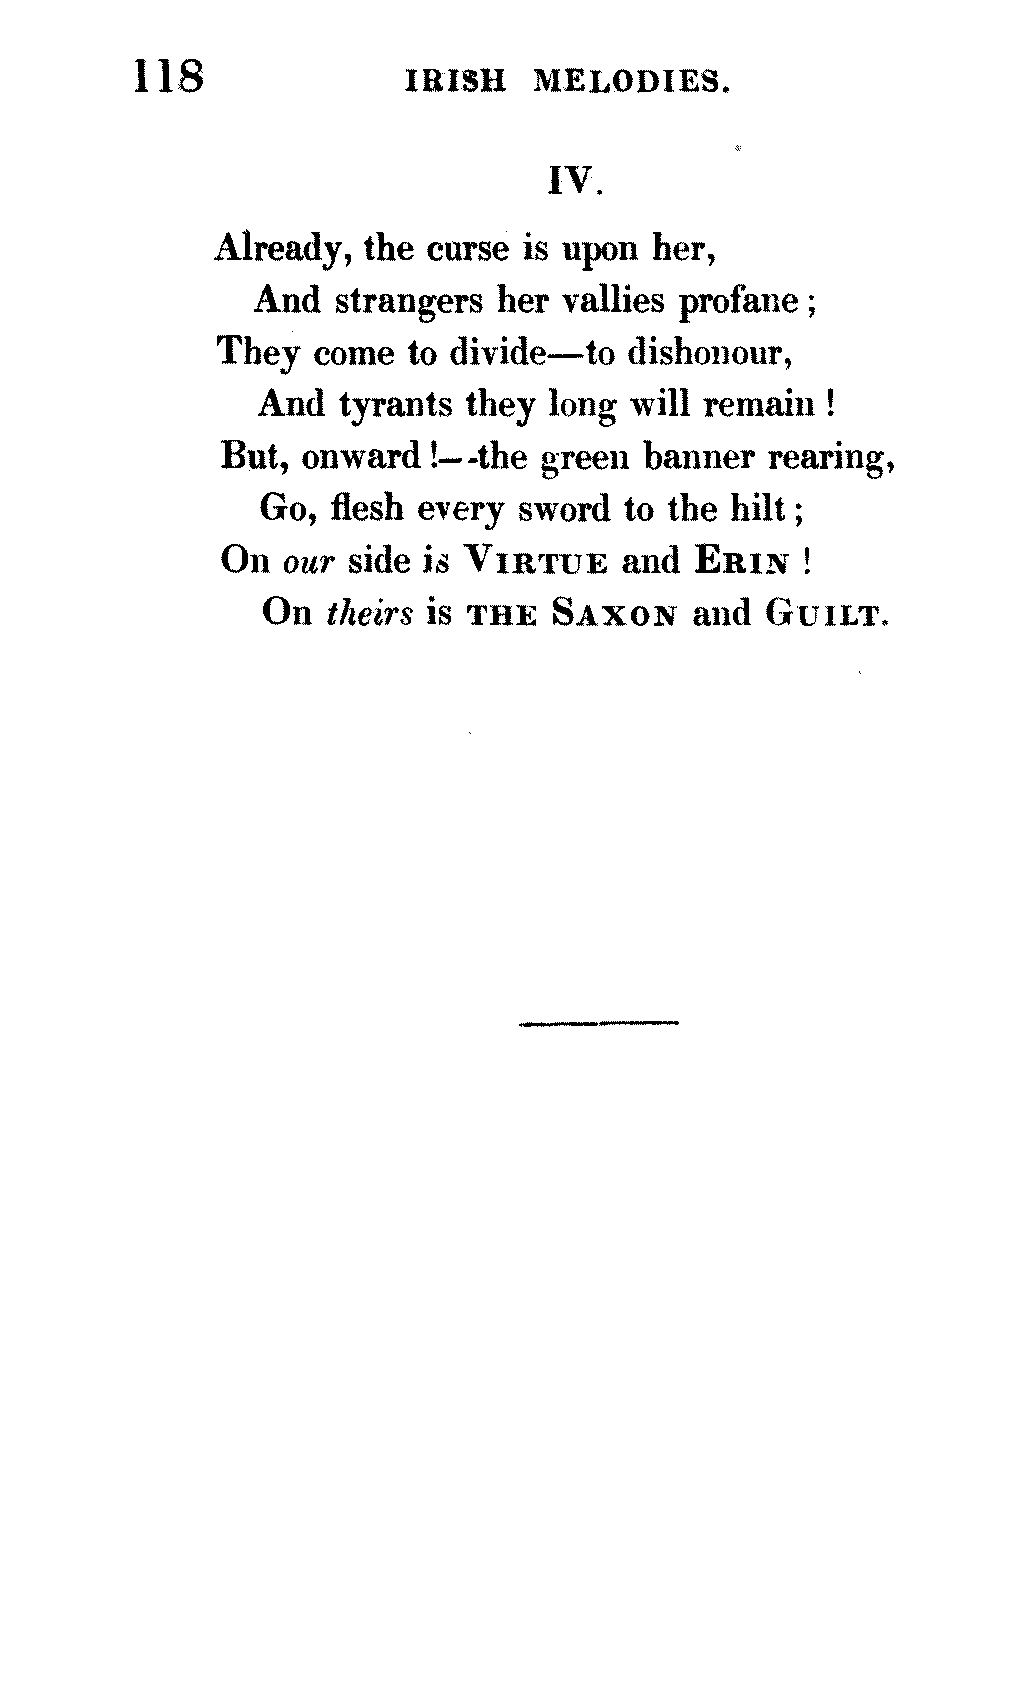 118 IRISH MELODIES.
IV.
Already, the curse is upon her,
And strangers her vallies profane;
They come to divide—to dishonour,
And tyrants they long will remain!
But, onward!—-the green banner rearing,
Go, flesh every sword to the hilt;
On our side is VIRTUE and ERIN!
On theirs is THE SAXON and GUILT.